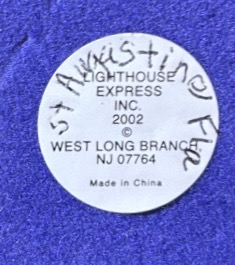 St Augustine, Fla
LIGHTHOUSE
EXPRESS
INC.
2002
©
WEST LONG BRANCH
NJ 07764
Made in China